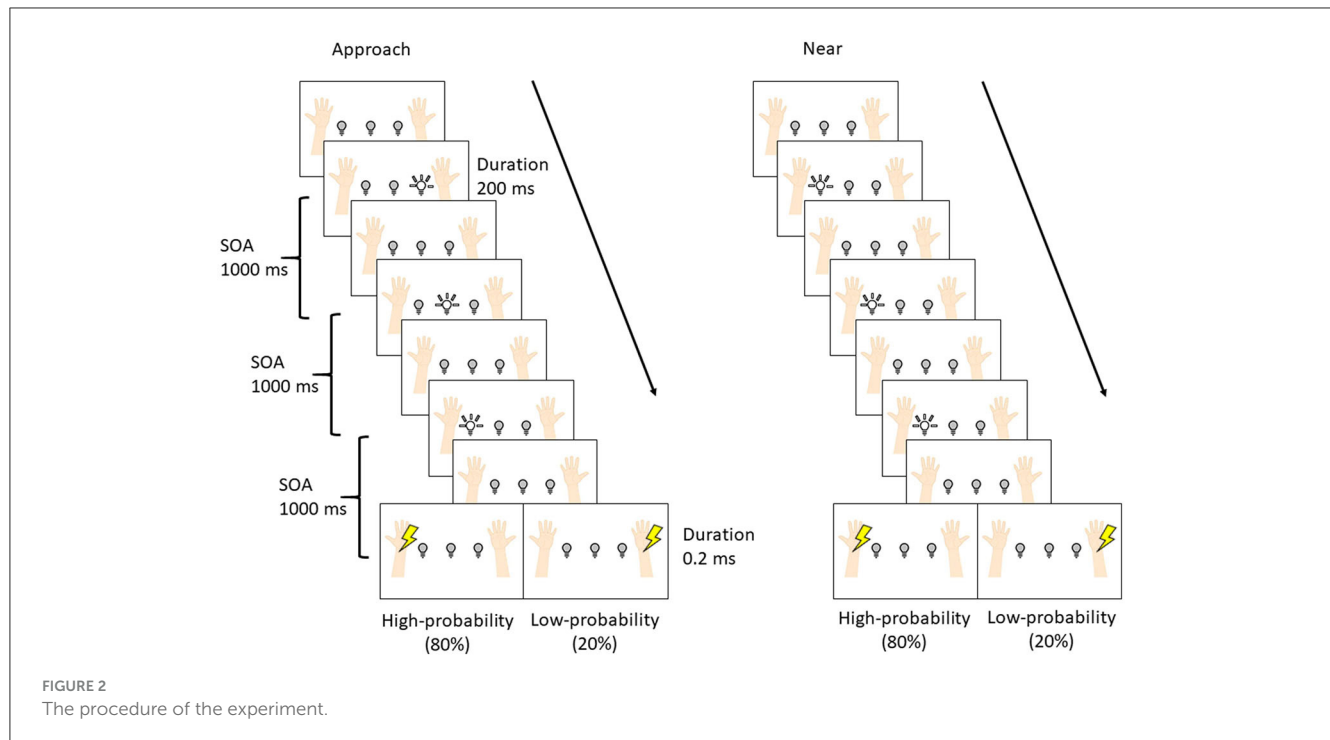 Approach
Near
Duration
200 ms
SOA
1000 ms
SOA
1000 ms
SOA
1000 ms
Duration
0.2 ms
High-probability
(80%)
Low-probability
(20%)
High-probability
(80%)
Low-probability
(20%)
FIGURE 2
The procedure of the experiment.